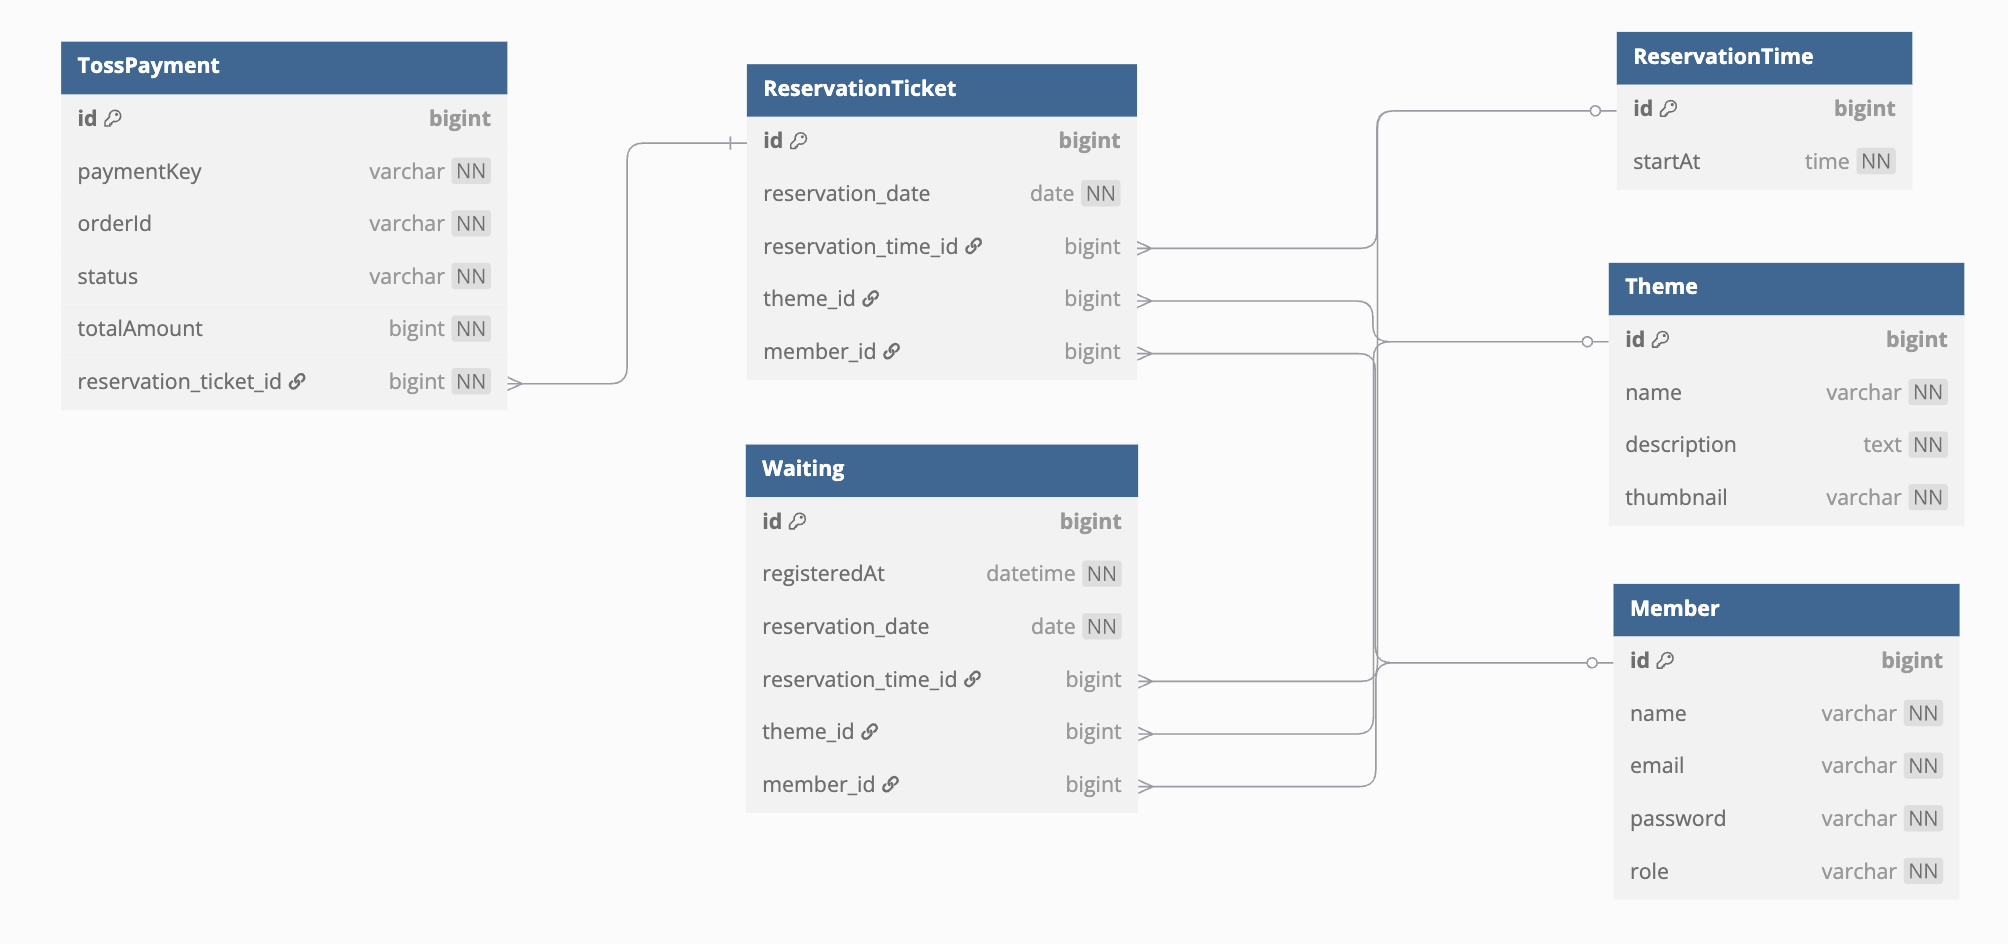 TossPayment
id bigint
paymentKey varchar NN
orderId varchar NN
status varchar NN
totalAmount bigint NN
reservation_ticket_id bigint NN
ReservationTicket
id bigint
reservation_date date NN
reservation_time_id bigint
theme_id bigint
member_id bigint
Waiting
id bigint
registeredAt datetime NN
reservation_date date NN
reservation_time_id bigint
theme_id bigint
member_id bigint
ReservationTime
id bigint
startAt time NN
Theme
id bigint
name varchar NN
description text NN
thumbnail varchar NN
Member
id bigint
name varchar NN
email varchar NN
password varchar NN
role varchar NN